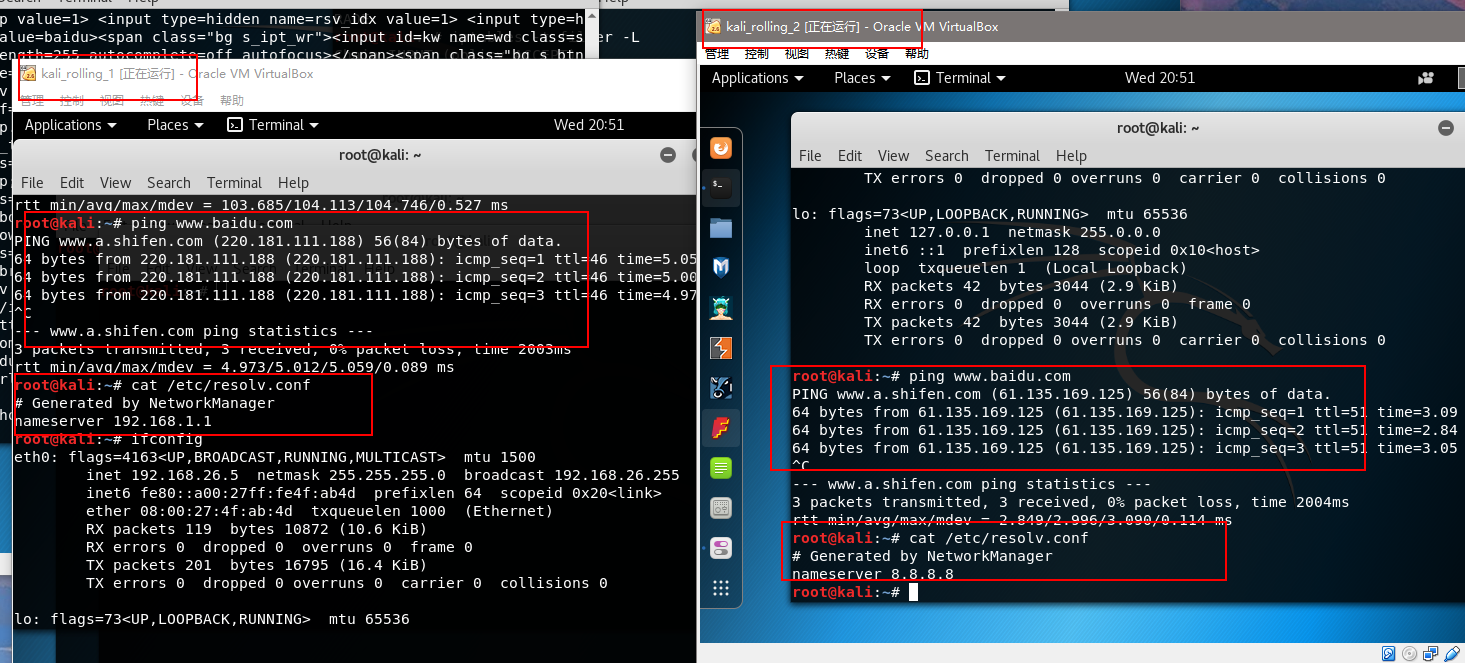 p value=1> <input type=hidden name=rsv_idx value=1> <input type=h
value=baidu><span class="bg s_ipt_wr"><input id=kw name=wd class=s
er -L
ength=255 autocomplete=off autofocus></span><span class="bg s_btn
kali_rolling_1 [正在运行] - Oracle VM VirtualBox
管理 控制 视图 热键 设备 帮助
Applications Places Terminal Wed 20:51
root@kali: ~
File Edit View Search Terminal Help
rtt min/avg/max/mdev = 103.685/104.113/104.746/0.527 ms
root@kali:~# ping www.baidu.com
PING www.a.shifen.com (220.181.111.188) 56(84) bytes of data.
64 bytes from 220.181.111.188 (220.181.111.188): icmp_seq=1 ttl=46 time=5.05
64 bytes from 220.181.111.188 (220.181.111.188): icmp_seq=2 ttl=46 time=5.00
64 bytes from 220.181.111.188 (220.181.111.188): icmp_seq=3 ttl=46 time=4.97
^C
--- www.a.shifen.com ping statistics ---
3 packets transmitted, 3 received, 0% packet loss, time 2003ms
rtt min/avg/max/mdev = 4.973/5.012/5.059/0.089 ms
root@kali:~# cat /etc/resolv.conf
# Generated by NetworkManager
nameserver 192.168.1.1
root@kali:~# ifconfig
eth0: flags=4163<UP,BROADCAST,RUNNING,MULTICAST>  mtu 1500
inet 192.168.26.5  netmask 255.255.255.0  broadcast 192.168.26.255
inet6 fe80::a00:27ff:fe4f:ab4d  prefixlen 64  scopeid 0x20<link>
ether 08:00:27:4f:ab:4d  txqueuelen 1000  (Ethernet)
RX packets 119  bytes 10872 (10.6 KiB)
RX errors 0  dropped 0  overruns 0  frame 0
TX packets 201  bytes 16795 (16.4 KiB)
TX errors 0  dropped 0 overruns 0  carrier 0  collisions 0
lo: flags=73<UP,LOOPBACK,RUNNING>  mtu 65536
kali_rolling_2 [正在运行] - Oracle VM VirtualBox
管理 控制 视图 热键 设备 帮助
Applications Places Terminal Wed 20:51
root@kali: ~
File Edit View Search Terminal Help
TX errors 0  dropped 0 overruns 0  carrier 0  collisions 0
lo: flags=73<UP,LOOPBACK,RUNNING>  mtu 65536
inet 127.0.0.1  netmask 255.0.0.0
inet6 ::1  prefixlen 128  scopeid 0x10<host>
loop  txqueuelen 1  (Local Loopback)
RX packets 42  bytes 3044 (2.9 KiB)
RX errors 0  dropped 0  overruns 0  frame 0
TX packets 42  bytes 3044 (2.9 KiB)
TX errors 0  dropped 0 overruns 0  carrier 0  collisions 0
root@kali:~# ping www.baidu.com
PING www.a.shifen.com (61.135.169.125) 56(84) bytes of data.
64 bytes from 61.135.169.125 (61.135.169.125): icmp_seq=1 ttl=51 time=3.09
64 bytes from 61.135.169.125 (61.135.169.125): icmp_seq=2 ttl=51 time=2.84
64 bytes from 61.135.169.125 (61.135.169.125): icmp_seq=3 ttl=51 time=3.05
^C
--- www.a.shifen.com ping statistics ---
3 packets transmitted, 3 received, 0% packet loss, time 2004ms
rtt min/avg/max/mdev = 2.849/2.996/3.090/0.114 ms
root@kali:~# cat /etc/resolv.conf
# Generated by NetworkManager
nameserver 8.8.8.8
root@kali:~#